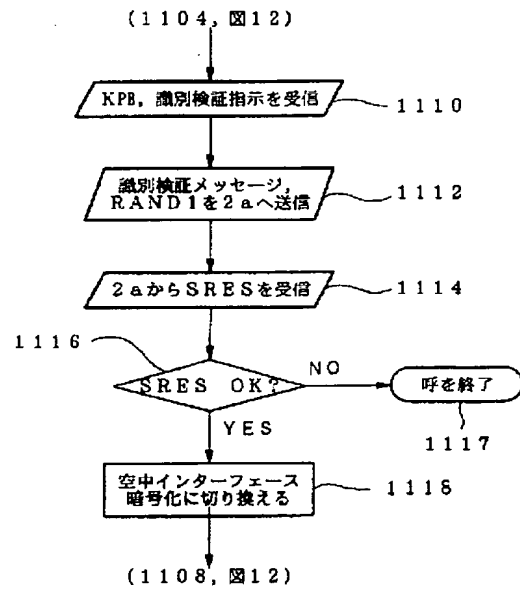 (1104,図12)
KPB,識別検証指示を受信
1110
識別検証メッセージ,
RAND1を2aへ送信
1112
2aからSRESを受信
1114
1116
SRES OK?
NO
呼を終了
1117
YES
空中インターフェース
暗号化に切り換える
1118
(1108,図12)